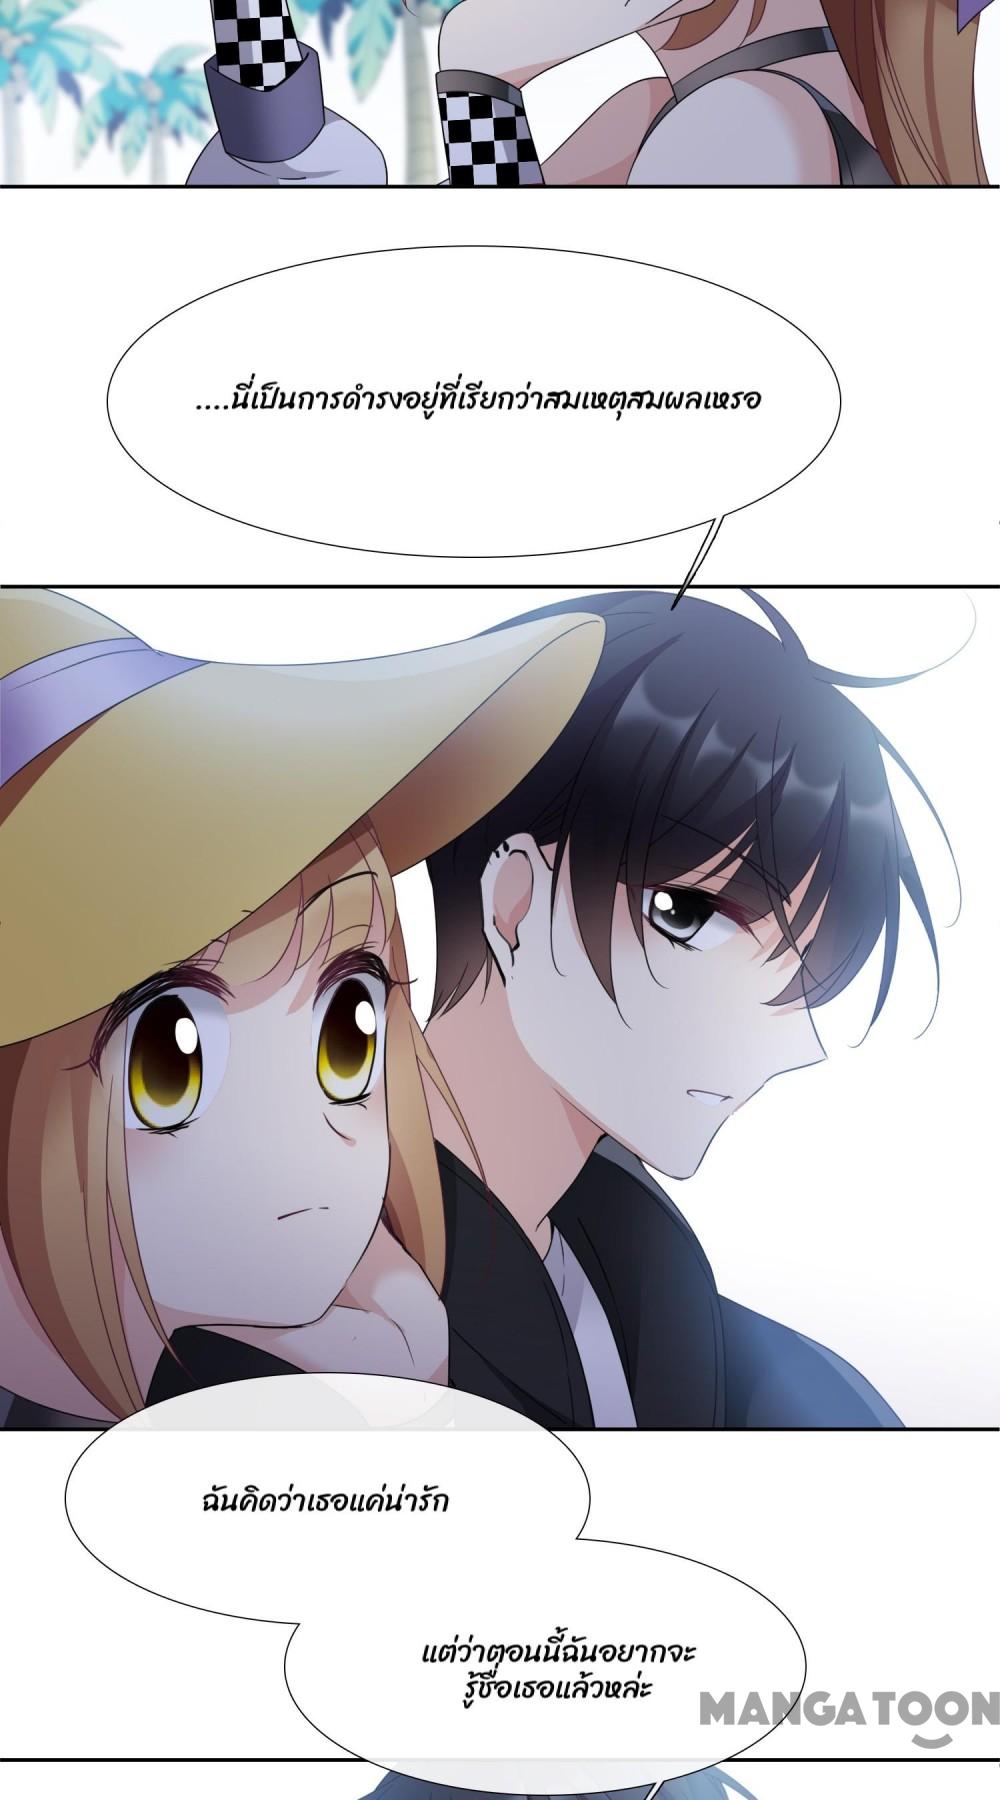 ....นี่เป็นการดำรงอยู่ที่เรียกว่าสมเหตุสมผลเหรอ
ฉันคิดว่าเธอแค่น่ารัก
แต่ว่าตอนนี้ฉันอยากจะ
รู้ชื่อเธอแล้วหล่ะ
MANGATOON